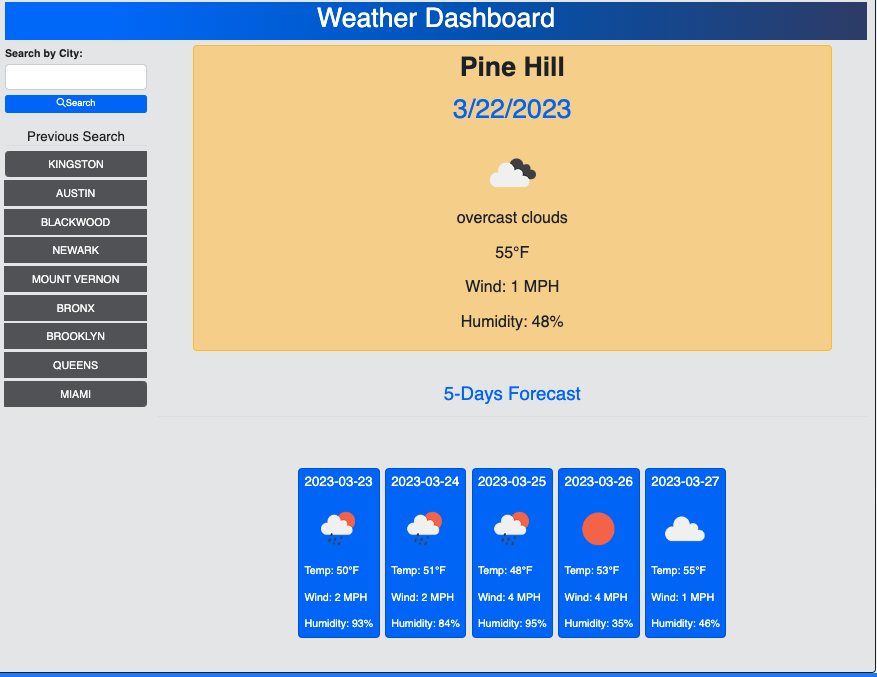 Weather Dashboard
Search by City:
Search
Previous Search
KINGSTON
AUSTIN
BLACKWOOD
NEWARK
MOUNT VERNON
BRONX
BROOKLYN
QUEENS
MIAMI
Pine Hill
3/22/2023
overcast clouds
55°F
Wind: 1 MPH
Humidity: 48%
5-Days Forecast
2023-03-23
Temp: 50°F
Wind: 2 MPH
Humidity: 93%
2023-03-24
Temp: 51°F
Wind: 2 MPH
Humidity: 84%
2023-03-25
Temp: 48°F
Wind: 4 MPH
Humidity: 95%
2023-03-26
Temp: 53°F
Wind: 4 MPH
Humidity: 35%
2023-03-27
Temp: 55°F
Wind: 1 MPH
Humidity: 46%